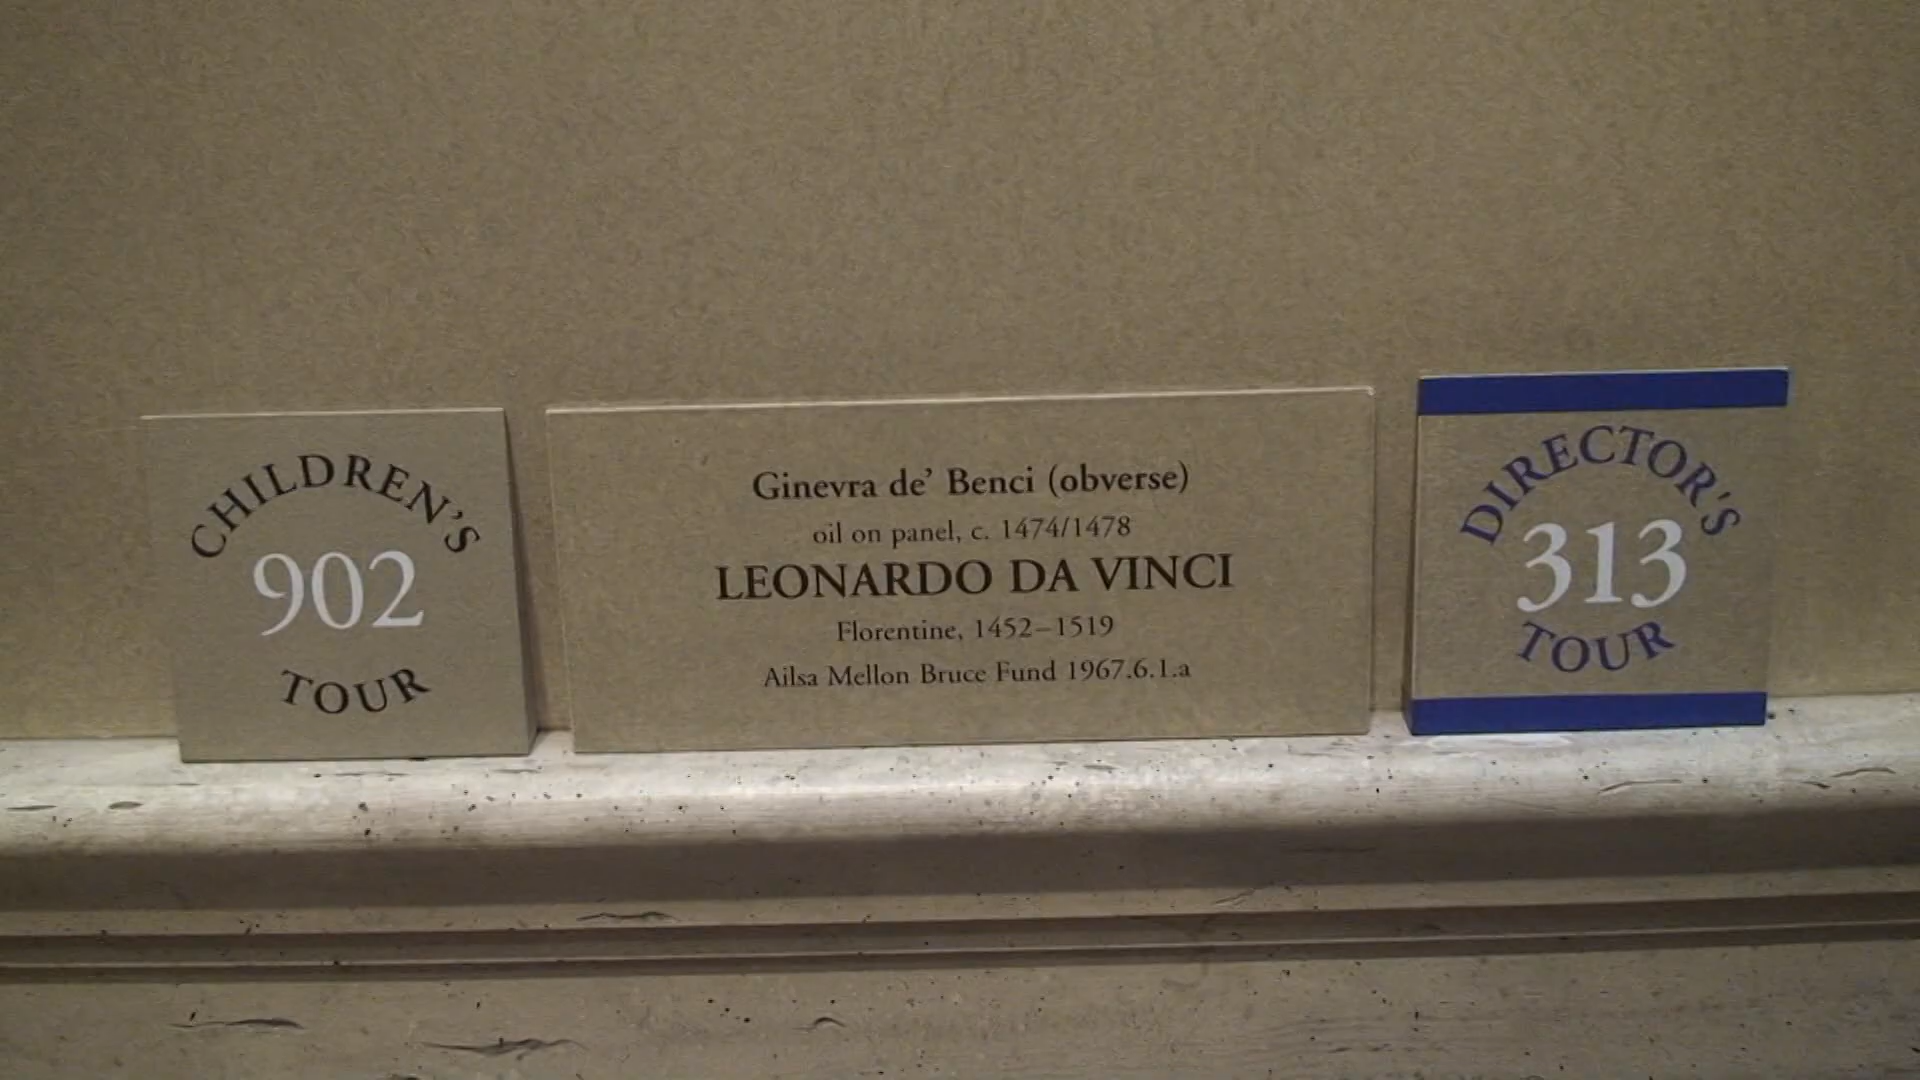 CHILDREN'S
902
TOUR
Ginevra de' Benci (obverse)
oil on panel, c. 1474/1478
LEONARDO DA VINCI
Florentine, 1452–1519
Ailsa Mellon Bruce Fund 1967.6.1.a
DIRECTOR'S
313
TOUR